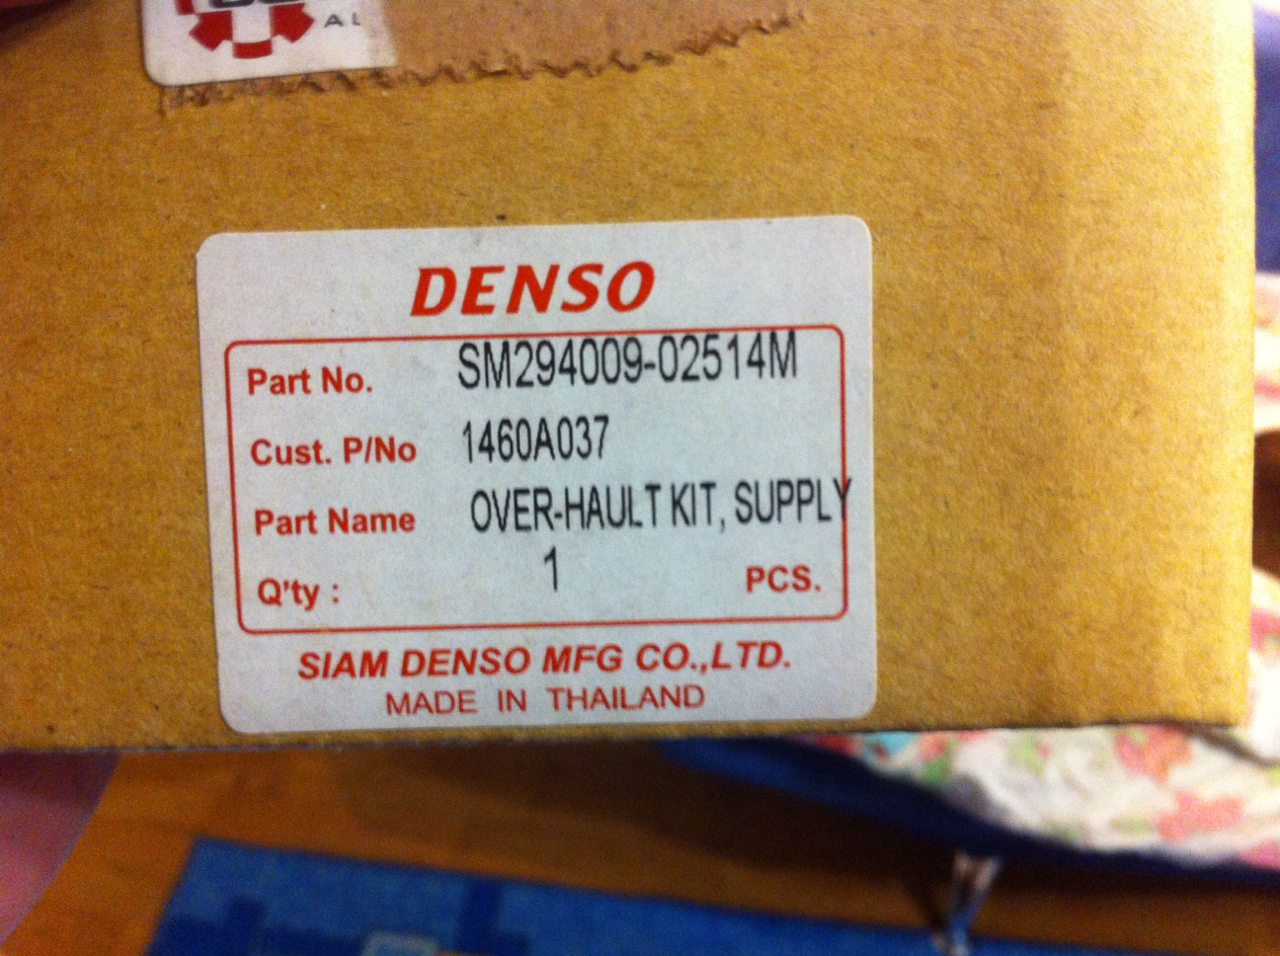 AL
DENSO
Part No. SM294009-02514M
Cust. P/No 1460A037
Part Name OVER-HAULT KIT, SUPPLY
Q'ty : 1 PCS.
SIAM DENSO MFG CO.,LTD.
MADE IN THAILAND